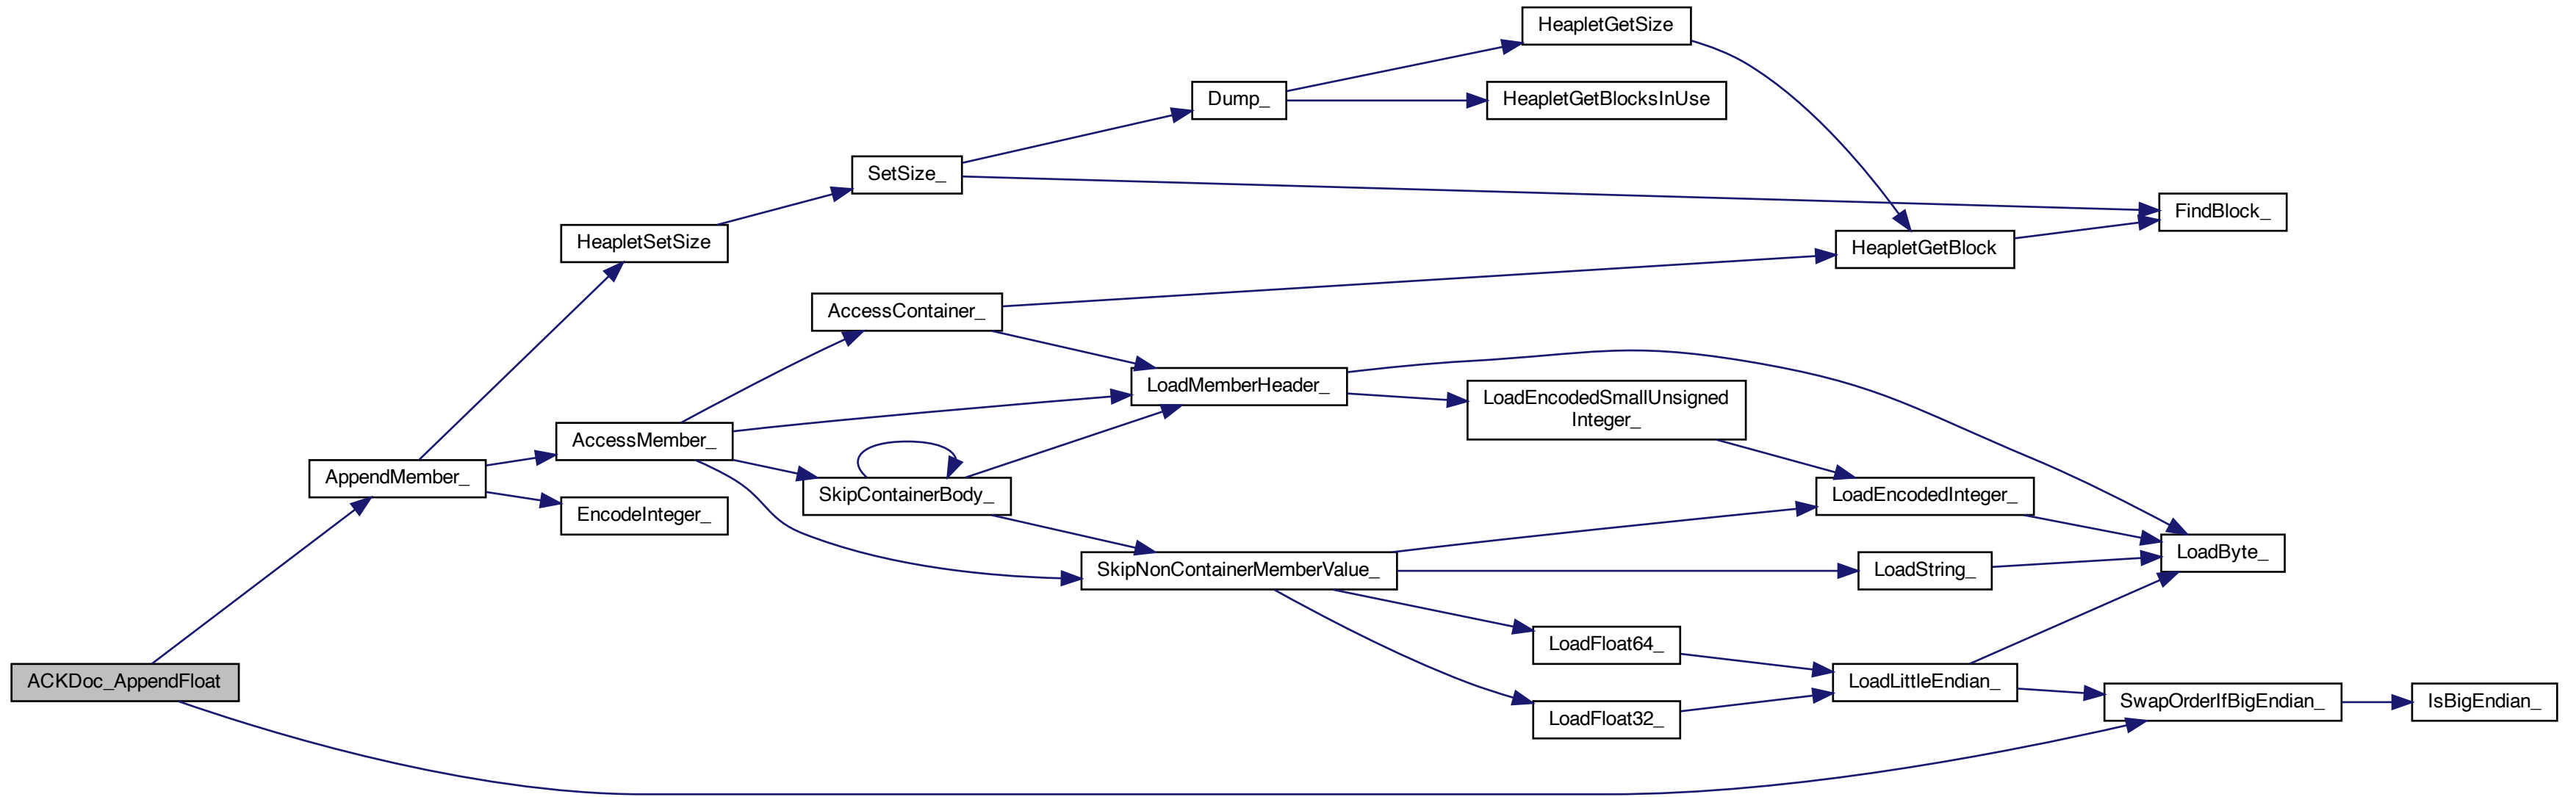 HeapletGetSize
Dump_
HeapletGetBlocksInUse
SetSize_
FindBlock_
HeapletSetSize
HeapletGetBlock
AccessContainer_
LoadMemberHeader_
LoadEncodedSmallUnsigned
Integer_
AccessMember_
AppendMember_
SkipContainerBody_
LoadEncodedInteger_
EncodeInteger_
LoadByte_
SkipNonContainerMemberValue_
LoadString_
LoadFloat64_
ACKDoc_AppendFloat
LoadLittleEndian_
SwapOrderIfBigEndian_
IsBigEndian_
LoadFloat32_